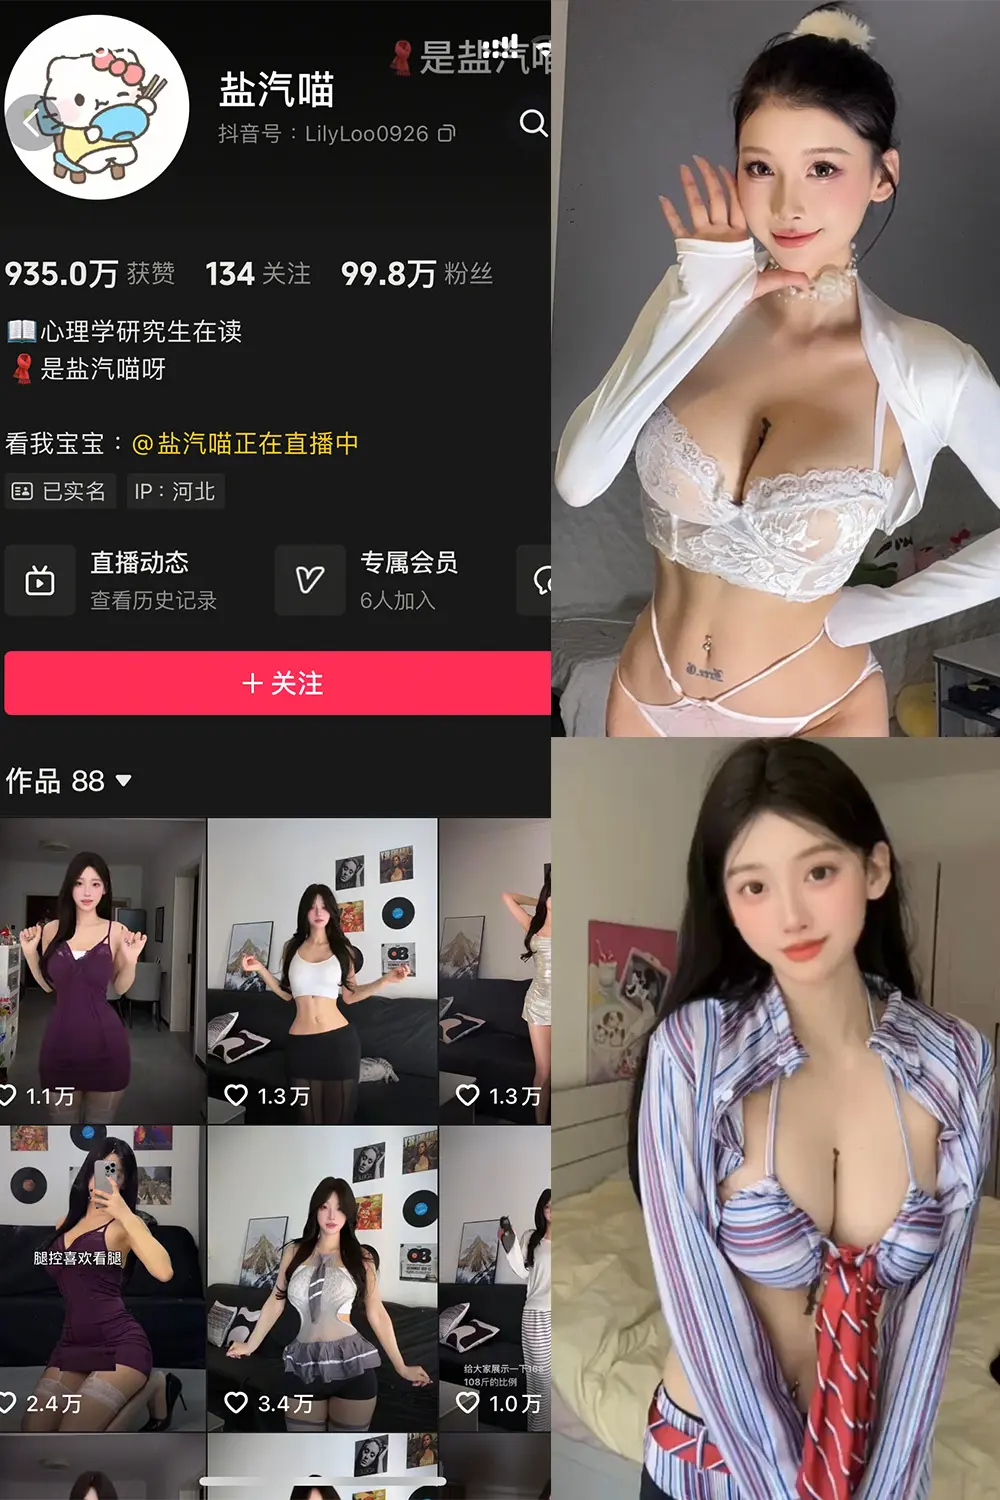 是盐汽喵
盐汽喵
抖音号：LilyLoo0926
935.0万 获赞 134 关注 99.8万 粉丝
心理学研究生在读
是盐汽喵呀
看我宝宝：@盐汽喵正在直播中
已实名 IP：河北
直播动态 专属会员
查看历史记录 6人加入
关注
作品 88
1.1万 1.3万 1.3万
腿控喜欢看腿
给大家展示一下
108斤的比例
2.4万 3.4万 1.0万